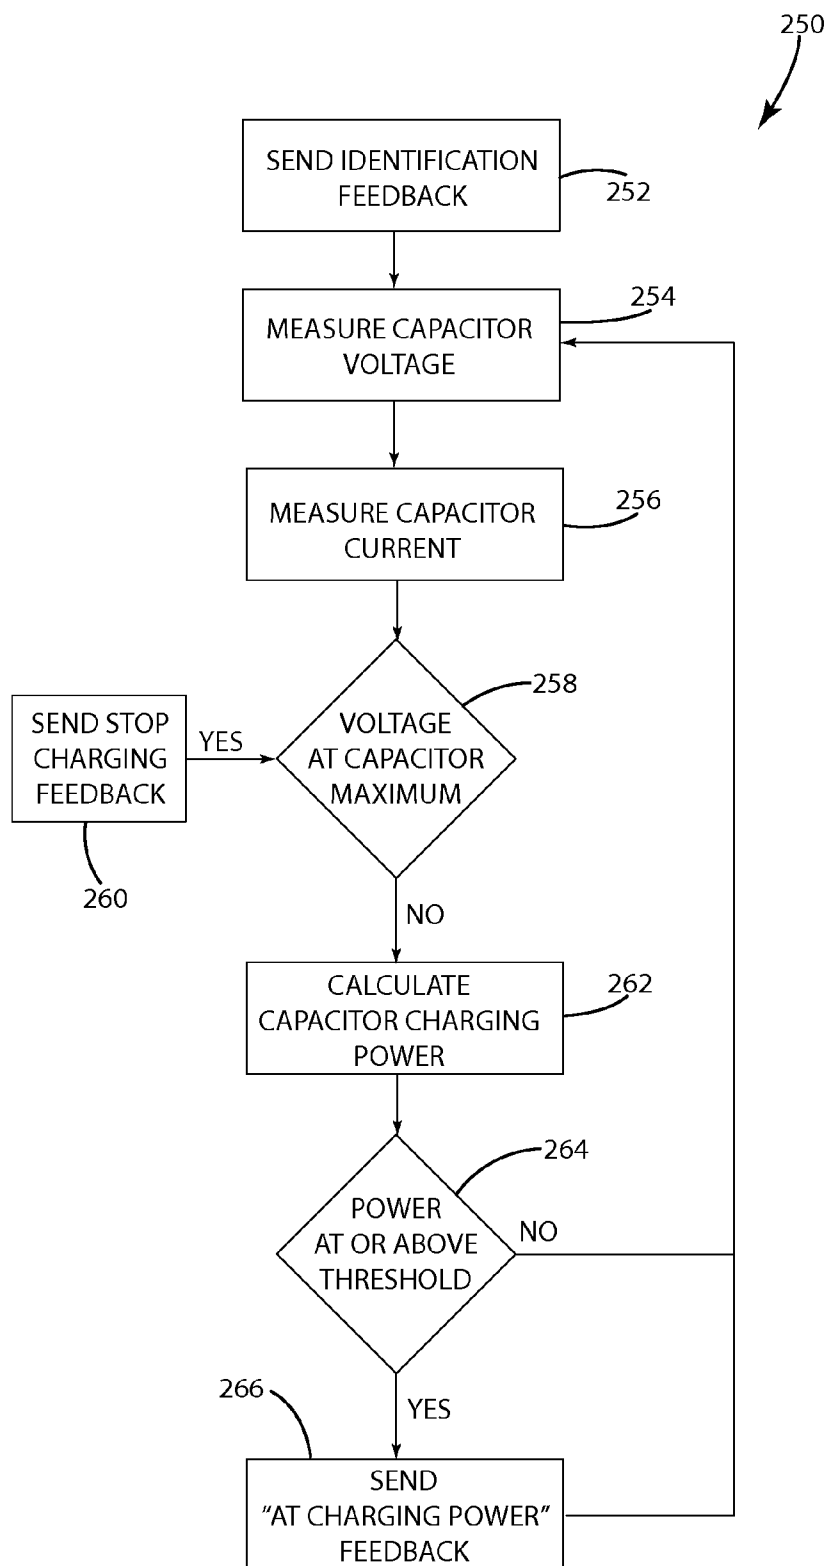 250
SEND IDENTIFICATION
FEEDBACK
252
254
MEASURE CAPACITOR
VOLTAGE
256
MEASURE CAPACITOR
CURRENT
258
VOLTAGE
AT CAPACITOR
MAXIMUM
SEND STOP
CHARGING
FEEDBACK
YES
260
NO
262
CALCULATE
CAPACITOR CHARGING
POWER
264
POWER
AT OR ABOVE
THRESHOLD
NO
266
YES
SEND
"AT CHARGING POWER"
FEEDBACK